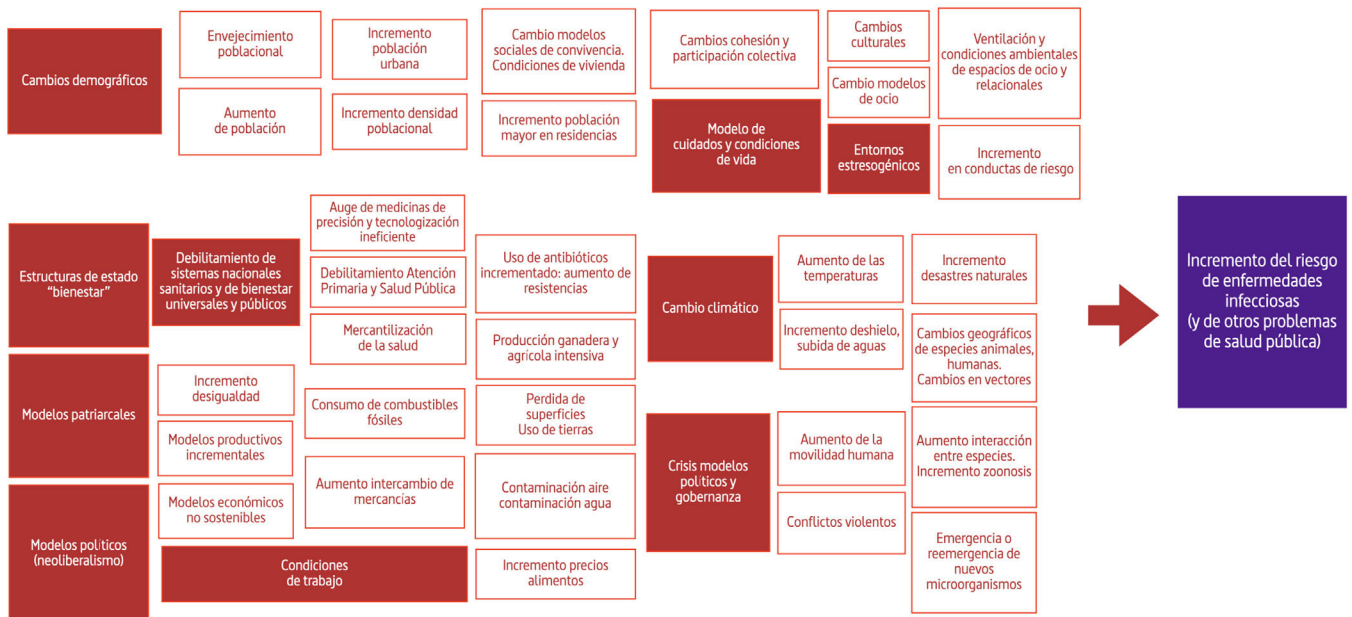 Cambios demográficos
Envejecimiento
poblacional
Incremento
población
urbana
Cambio modelos
sociales de convivencia.
Condiciones de vivienda
Aumento
de población
Incremento densidad
poblacional
Incremento población
mayor en residencias
Cambios cohesión y
participación colectiva
Cambios
culturales
Cambio modelos
de ocio
Ventilación y
condiciones ambientales
de espacios de ocio y
relacionales
Modelo de
cuidados y condiciones
de vida
Entornos
estresogénicos
Incremento
en conductas de riesgo
Estructuras de estado
“bienestar”
Debilitamiento de
sistemas nacionales
sanitarios y de bienestar
universales y públicos
Auge de medicinas de
precisión y tecnologización
ineficiente
Debilitamiento Atención
Primaria y Salud Pública
Mercantilización
de la salud
Uso de antibióticos
incrementado: aumento de
resistencias
Producción ganadera y
agrícola intensiva
Modelos patriarcales
Incremento
desigualdad
Modelos productivos
incrementales
Consumo de combustibles
fósiles
Perdida de
superficies
Uso de tierras
Modelos políticos
(neoliberalismo)
Modelos económicos
no sostenibles
Aumento intercambio de
mercancías
Contaminación aire
contaminación agua
Condiciones
de trabajo
Incremento precios
alimentos
Cambio climático
Aumento de las
temperaturas
Incremento
desastres naturales
Incremento deshielo,
subida de aguas
Cambios geográficos
de especies animales,
humanas.
Cambios en vectores
Crisis modelos
políticos y
gobernanza
Aumento de la
movilidad humana
Aumento interacción
entre especies.
Incremento zoonosis
Conflictos violentos
Emergencia o
reemergencia de
nuevos
microorganismos
Incremento del riesgo
de enfermedades
infecciosas
(y de otros problemas
de salud pública)